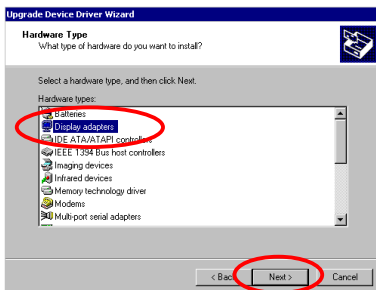 Upgrade Device Driver Wizard
Hardware Type
What type of hardware do you want to install?
Select a hardware type, and then click Next.
Hardware types:
Batteries
Display adapters
IDE ATA/ATAPI controllers
IEEE 1394 Bus host controllers
Imaging devices
Infrared devices
Memory technology driver
Modems
Multi-port serial adapters
< Back
Next >
Cancel